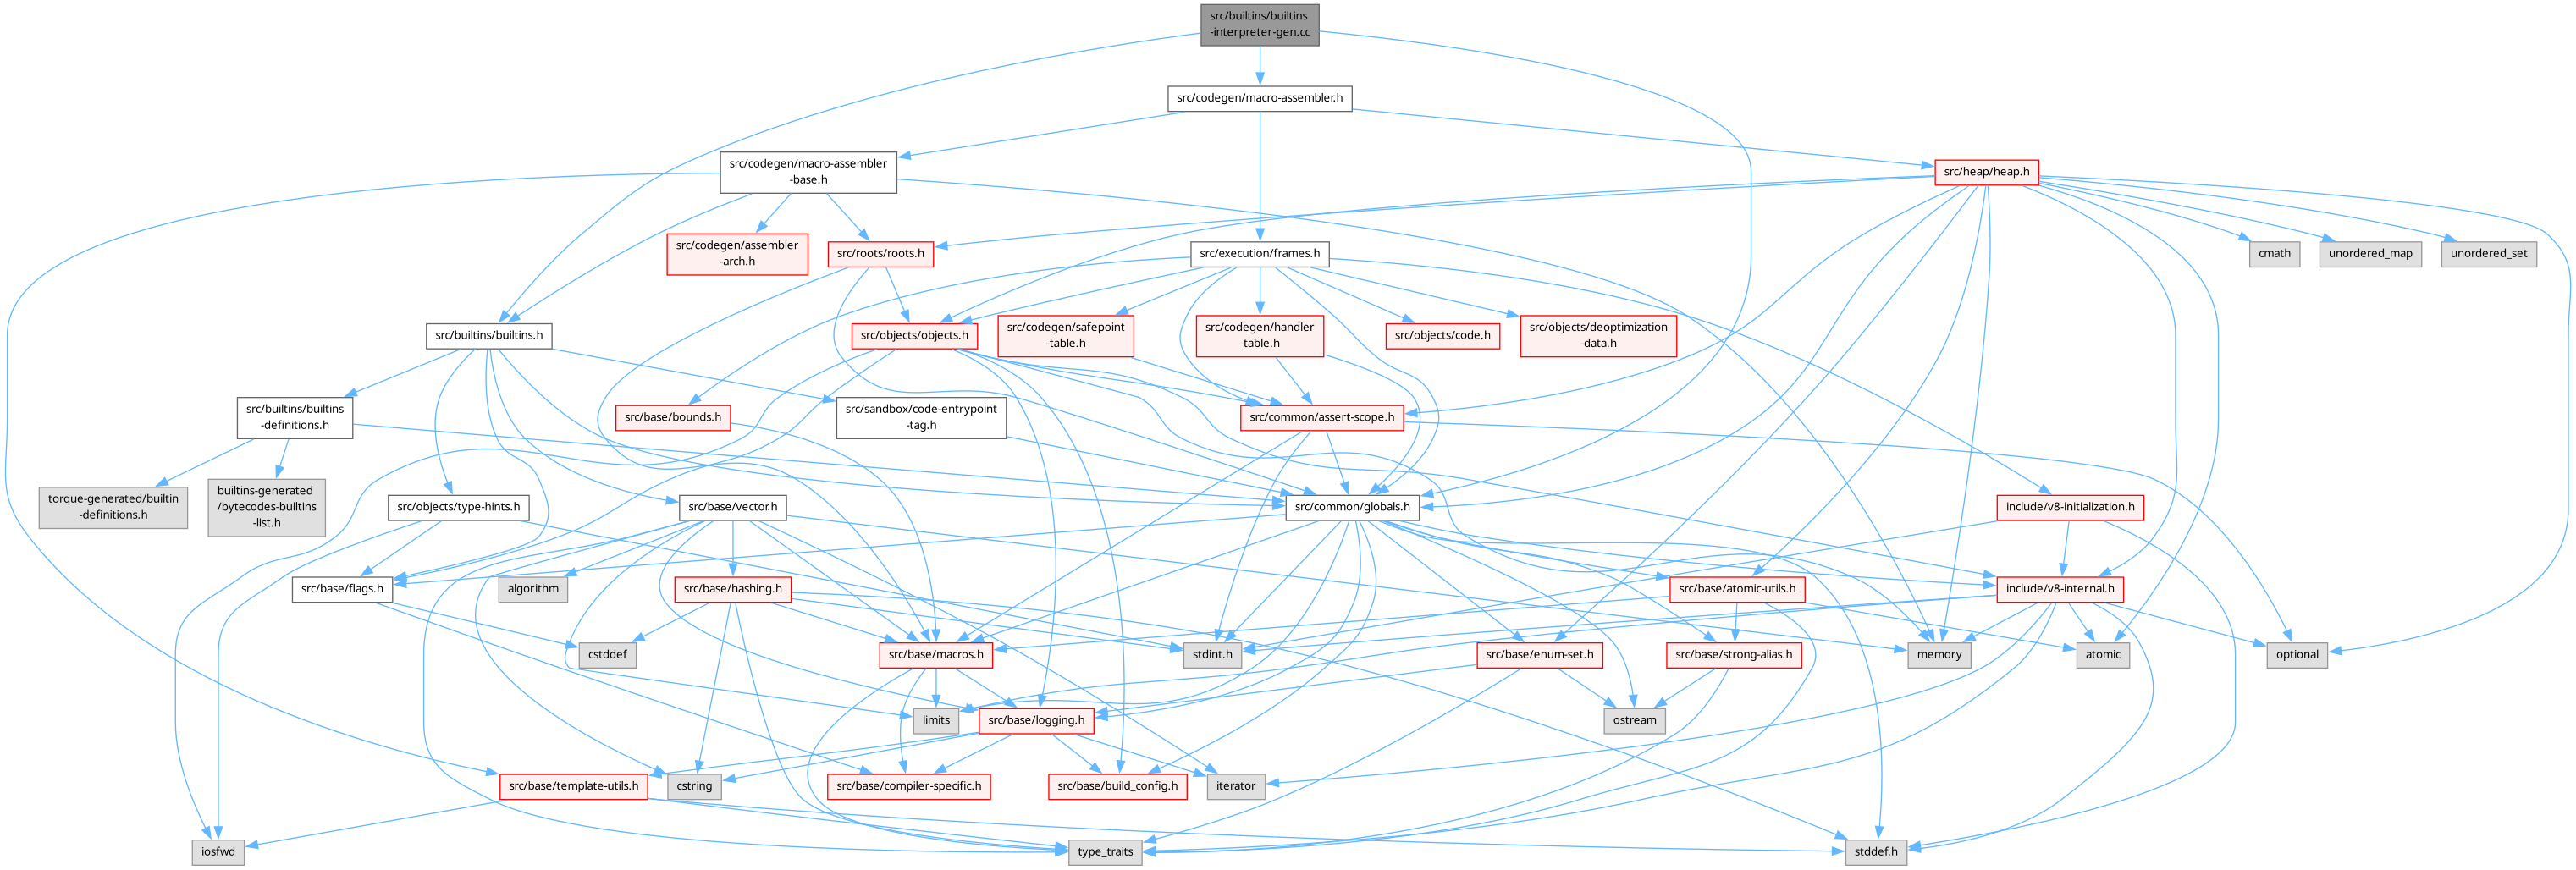 src/builtins/builtins
-interpreter-gen.cc
src/codegen/macro-assembler.h
src/codegen/macro-assembler
-base.h
src/heap/heap.h
src/codegen/assembler
-arch.h
src/roots/roots.h
src/execution/frames.h
cmath
unordered_map
unordered_set
src/builtins/builtins.h
src/objects/objects.h
src/codegen/safepoint
-table.h
src/codegen/handler
-table.h
src/objects/code.h
src/objects/deoptimization
-data.h
src/builtins/builtins
-definitions.h
src/base/bounds.h
src/sandbox/code-entrypoint
-tag.h
src/common/assert-scope.h
torque-generated/builtin
-definitions.h
builtins-generated
/bytecodes-builtins
-list.h
src/objects/type-hints.h
src/base/vector.h
src/common/globals.h
include/v8-initialization.h
src/base/flags.h
algorithm
src/base/hashing.h
src/base/atomic-utils.h
include/v8-internal.h
cstddef
src/base/macros.h
stdint.h
src/base/enum-set.h
src/base/strong-alias.h
memory
atomic
optional
limits
src/base/logging.h
ostream
src/base/template-utils.h
cstring
src/base/compiler-specific.h
src/base/build_config.h
iterator
iosfwd
type_traits
stddef.h